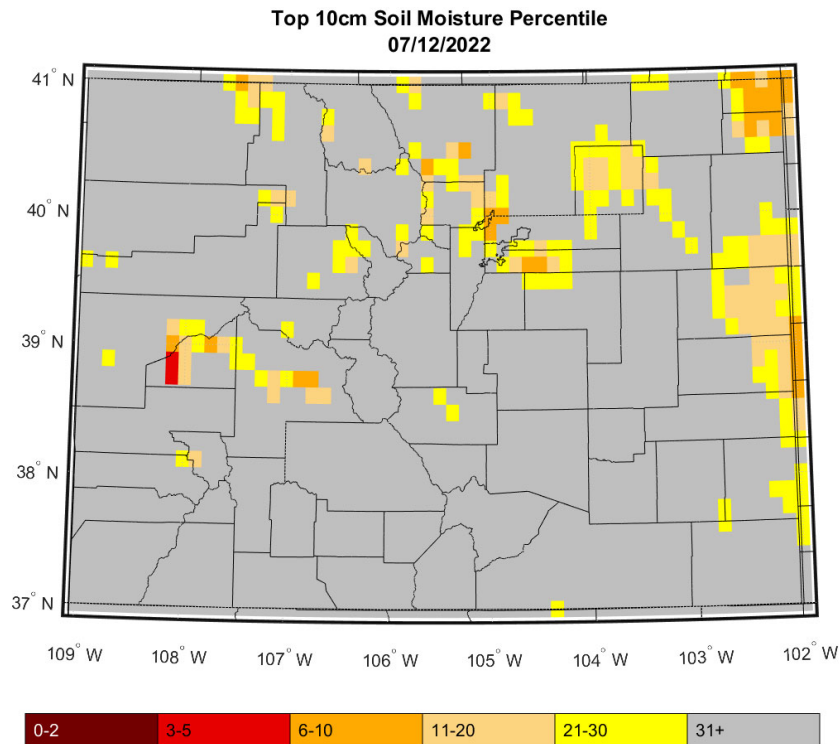 Top 10cm Soil Moisture Percentile
07/12/2022
41° N
40° N
39° N
38° N
37° N
109° W 108° W 107° W 106° W 105° W 104° W 103° W 102° W
0-2 3-5 6-10 11-20 21-30 31+